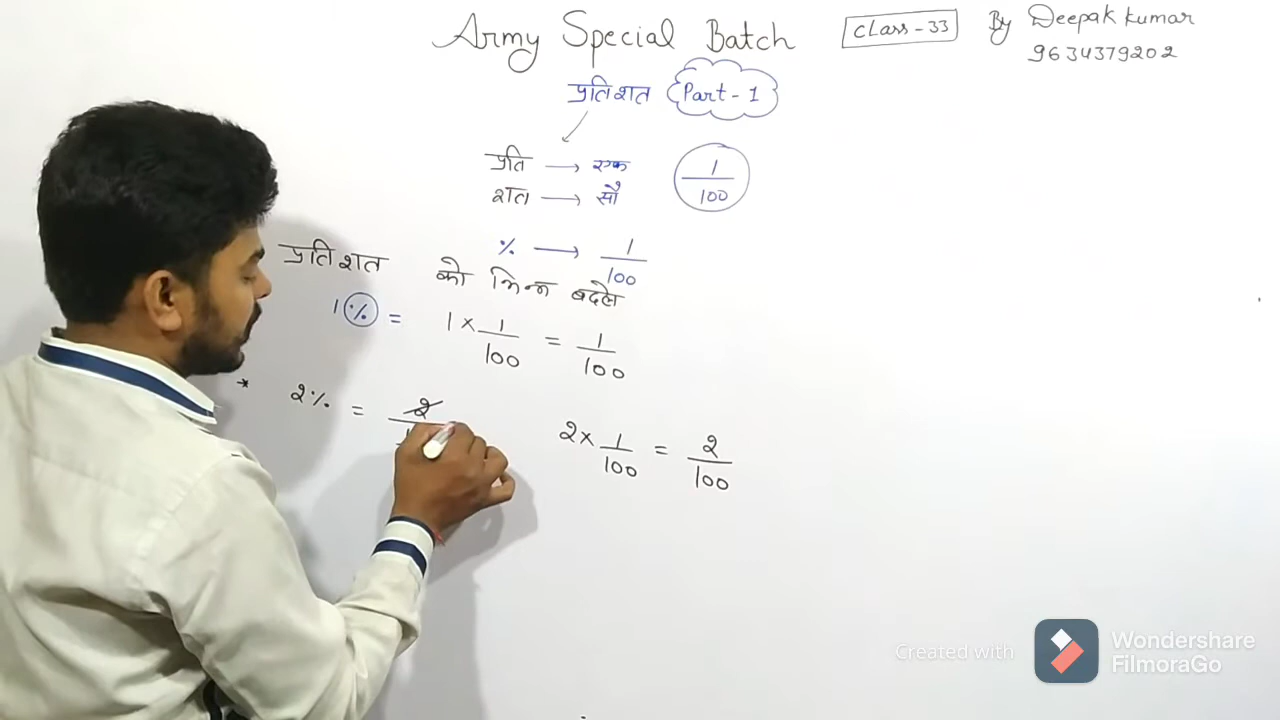 Army Special Batch
Class-33
By Deepak kumar
9634379202
प्रतिशत Part-1
प्रति → एक
शत → सौ
1/100
% → 1/100
प्रतिशत को भिन्न बदले
1% = 1 × 1/100 = 1/100
* 2% = 2/
2 × 1/100 = 2/100
Created with
Wondershare
FilmoraGo